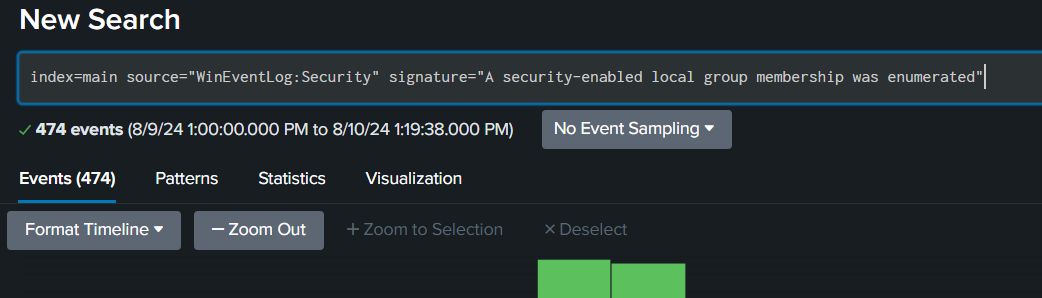 New Search
index=main source="WinEventLog:Security" signature="A security-enabled local group membership was enumerated"
✓ 474 events (8/9/24 1:00:00.000 PM to 8/10/24 1:19:38.000 PM) No Event Sampling ▾
Events (474) Patterns Statistics Visualization
Format Timeline ▾ — Zoom Out + Zoom to Selection × Deselect